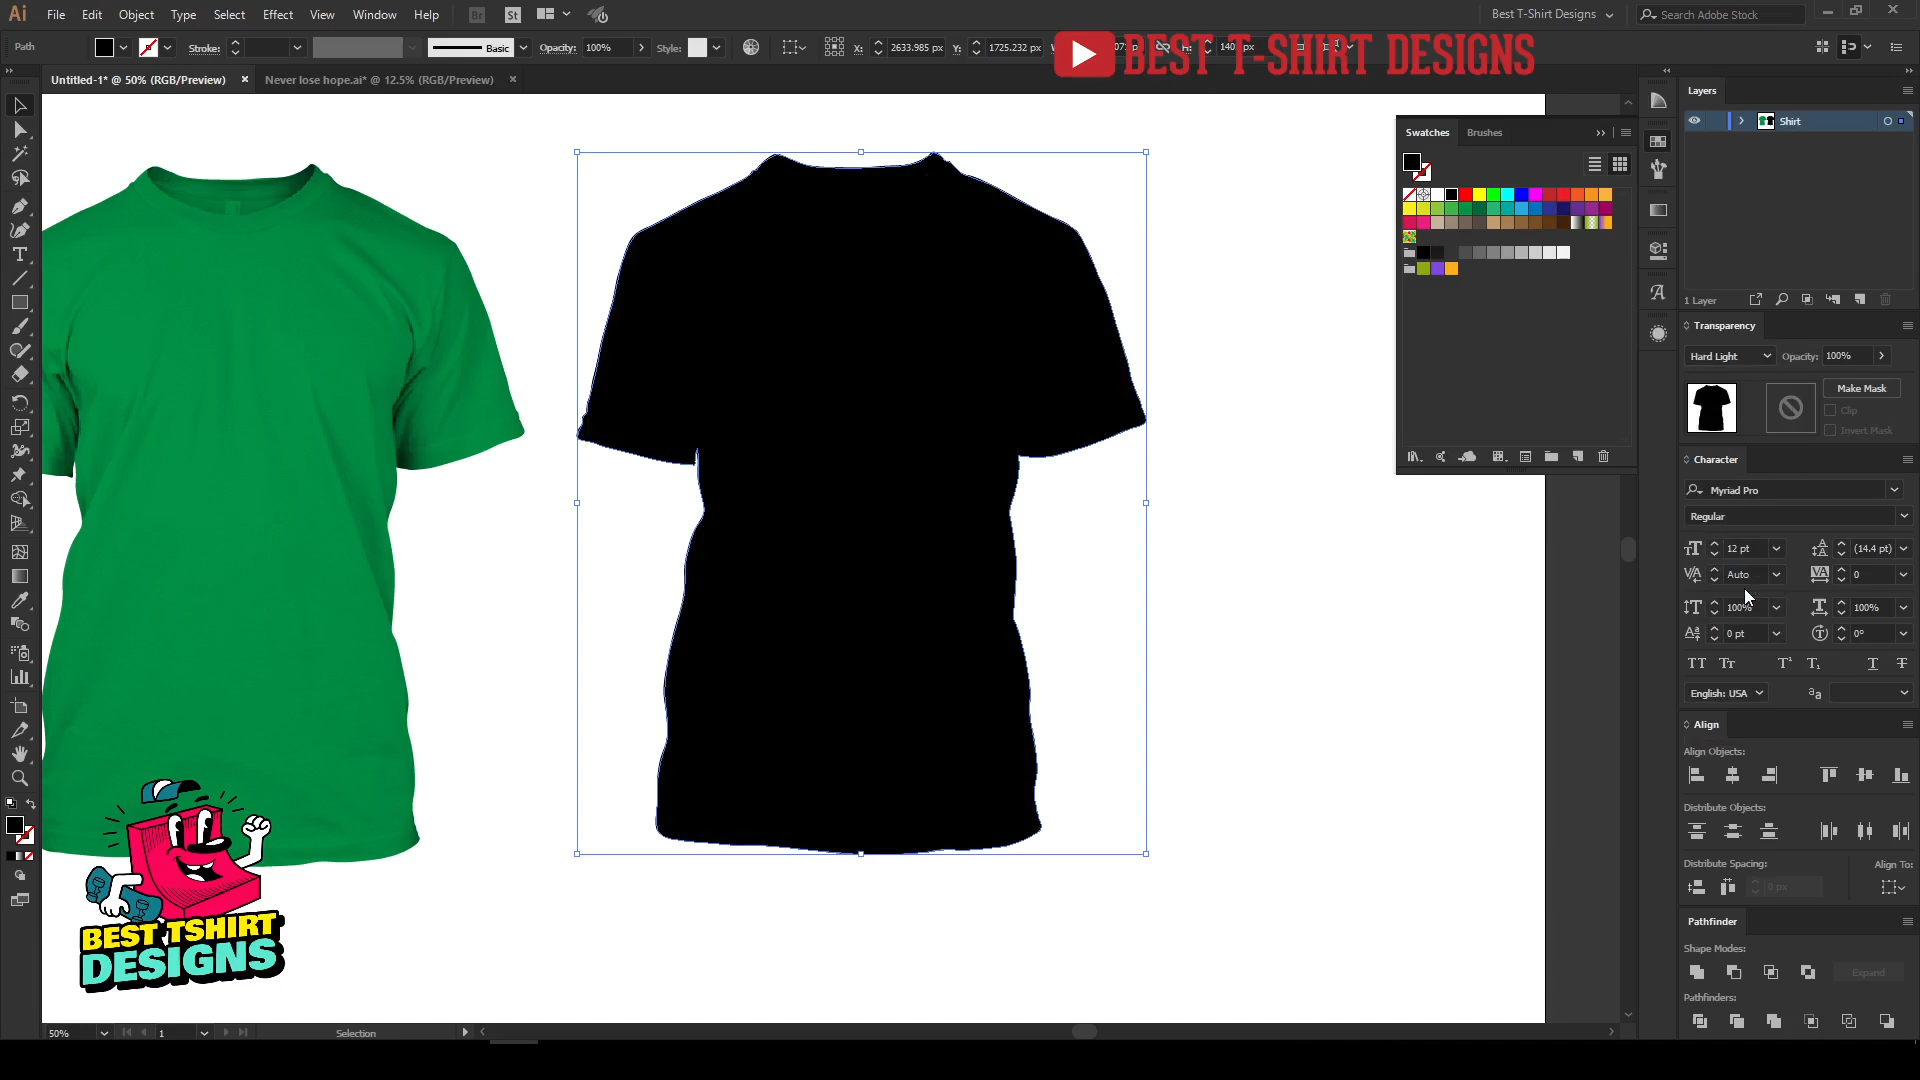 Ai File Edit Object Type Select Effect View Window Help Br St
Best T-Shirt Designs
Search Adobe Stock
Path
Stroke:
Basic
Opacity: 100%
Style:
X: 2633.985 px
Y: 1725.232 px
BEST T-SHIRT DESIGNS
Untitled-1* @ 50% (RGB/Preview)
Never lose hope.ai* @ 12.5% (RGB/Preview)
Swatches
Brushes
Layers
Shirt
1 Layer
Transparency
Hard Light
Opacity: 100%
Make Mask
Clip
Invert Mask
Character
Myriad Pro
Regular
12 pt
(14.4 pt)
Auto
0
100%
100%
0 pt
0°
English: USA
Align
Align Objects:
Distribute Objects:
Distribute Spacing:
Align To:
0 px
Pathfinder
Shape Modes:
Expand
Pathfinders:
BEST TSHIRT
DESIGNS
50%
1
Selection